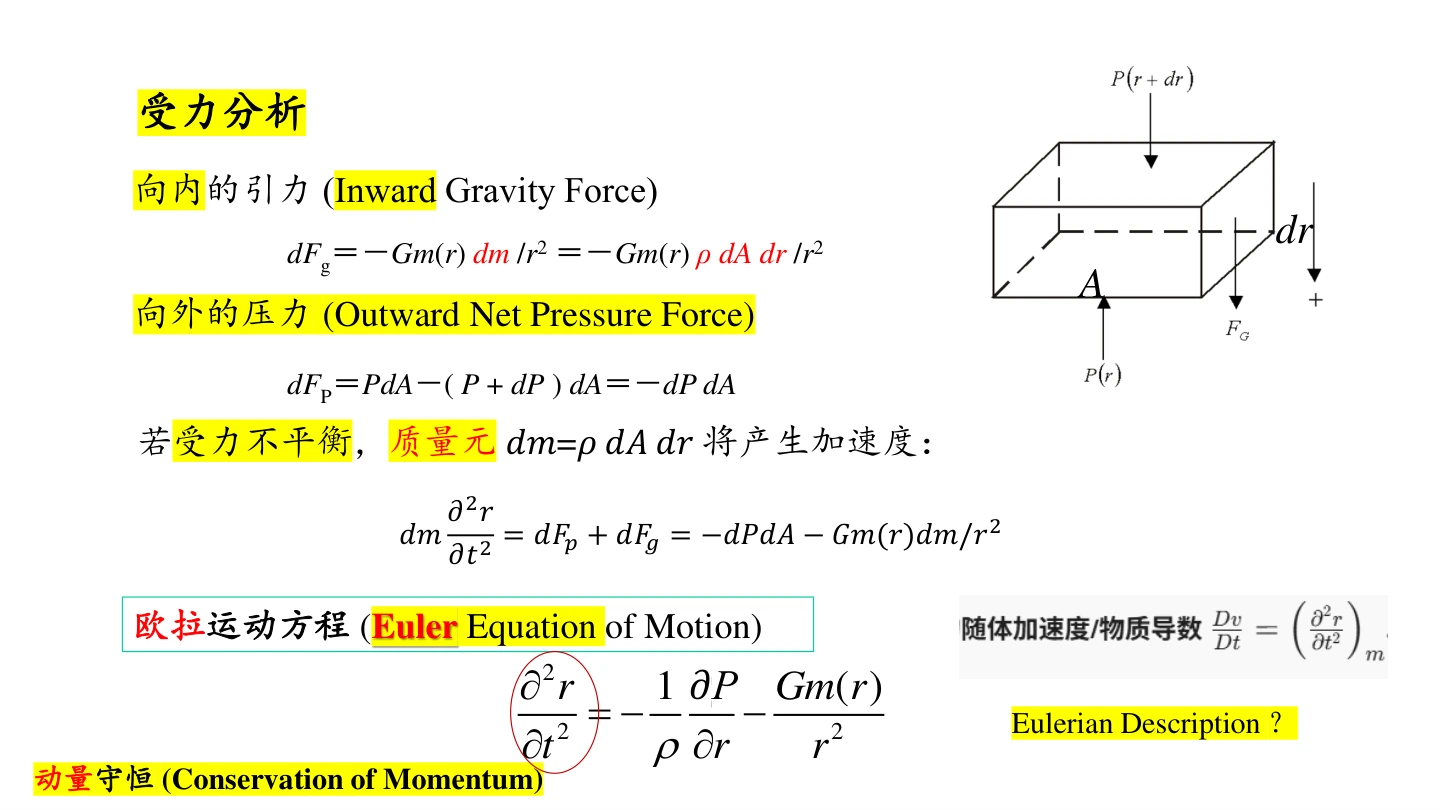 受力分析
向内的引力 (Inward Gravity Force)
dFg＝－Gm(r) dm /r2 ＝－Gm(r) ρ dA dr /r2
向外的压力 (Outward Net Pressure Force)
dFP＝PdA－( P + dP ) dA＝－dP dA
若受力不平衡，质量元 dm=ρ dA dr 将产生加速度：
dm ∂²r/∂t² = dFp + dFg = −dPdA − Gm(r)dm/r²
欧拉运动方程 (Euler Equation of Motion)
∂²r/∂t² = − 1/ρ ∂P/∂r − Gm(r)/r²
动量守恒 (Conservation of Momentum)
P(r + dr)
dr
A
+
FG
P(r)
随体加速度/物质导数 Dv/Dt = (∂²r/∂t²)m
Eulerian Description ？